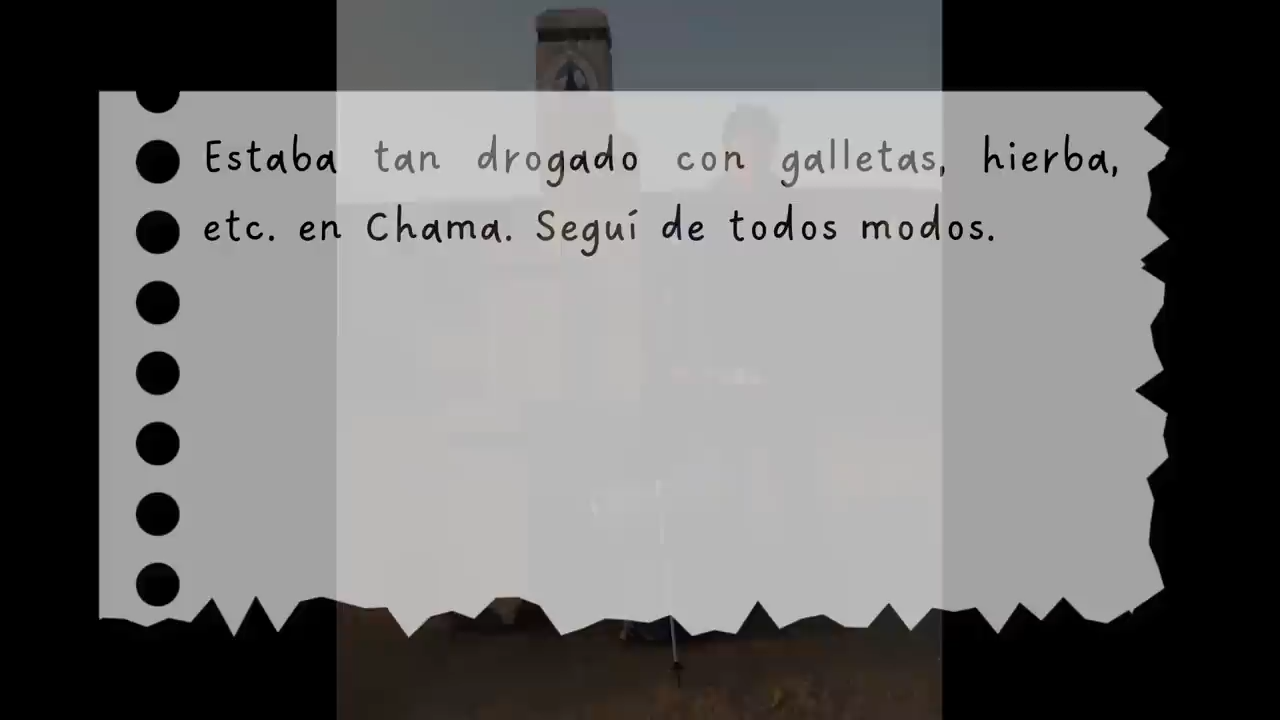 Estaba tan drogado con galletas, hierba,
etc. en Chama. Seguí de todos modos.